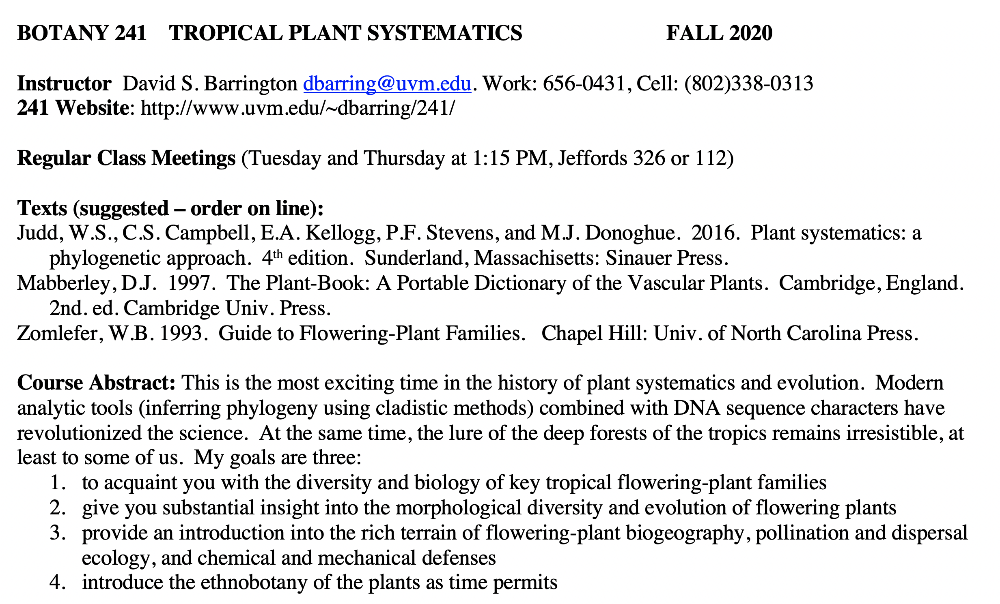 BOTANY 241 TROPICAL PLANT SYSTEMATICS FALL 2020
Instructor David S. Barrington dbarring@uvm.edu. Work: 656-0431, Cell: (802)338-0313
241 Website: http://www.uvm.edu/~dbarring/241/
Regular Class Meetings (Tuesday and Thursday at 1:15 PM, Jeffords 326 or 112)
Texts (suggested – order on line):
Judd, W.S., C.S. Campbell, E.A. Kellogg, P.F. Stevens, and M.J. Donoghue. 2016. Plant systematics: a
phylogenetic approach. 4th edition. Sunderland, Massachisetts: Sinauer Press.
Mabberley, D.J. 1997. The Plant-Book: A Portable Dictionary of the Vascular Plants. Cambridge, England.
2nd. ed. Cambridge Univ. Press.
Zomlefer, W.B. 1993. Guide to Flowering-Plant Families. Chapel Hill: Univ. of North Carolina Press.
Course Abstract: This is the most exciting time in the history of plant systematics and evolution. Modern
analytic tools (inferring phylogeny using cladistic methods) combined with DNA sequence characters have
revolutionized the science. At the same time, the lure of the deep forests of the tropics remains irresistible, at
least to some of us. My goals are three:
1. to acquaint you with the diversity and biology of key tropical flowering-plant families
2. give you substantial insight into the morphological diversity and evolution of flowering plants
3. provide an introduction into the rich terrain of flowering-plant biogeography, pollination and dispersal
ecology, and chemical and mechanical defenses
4. introduce the ethnobotany of the plants as time permits